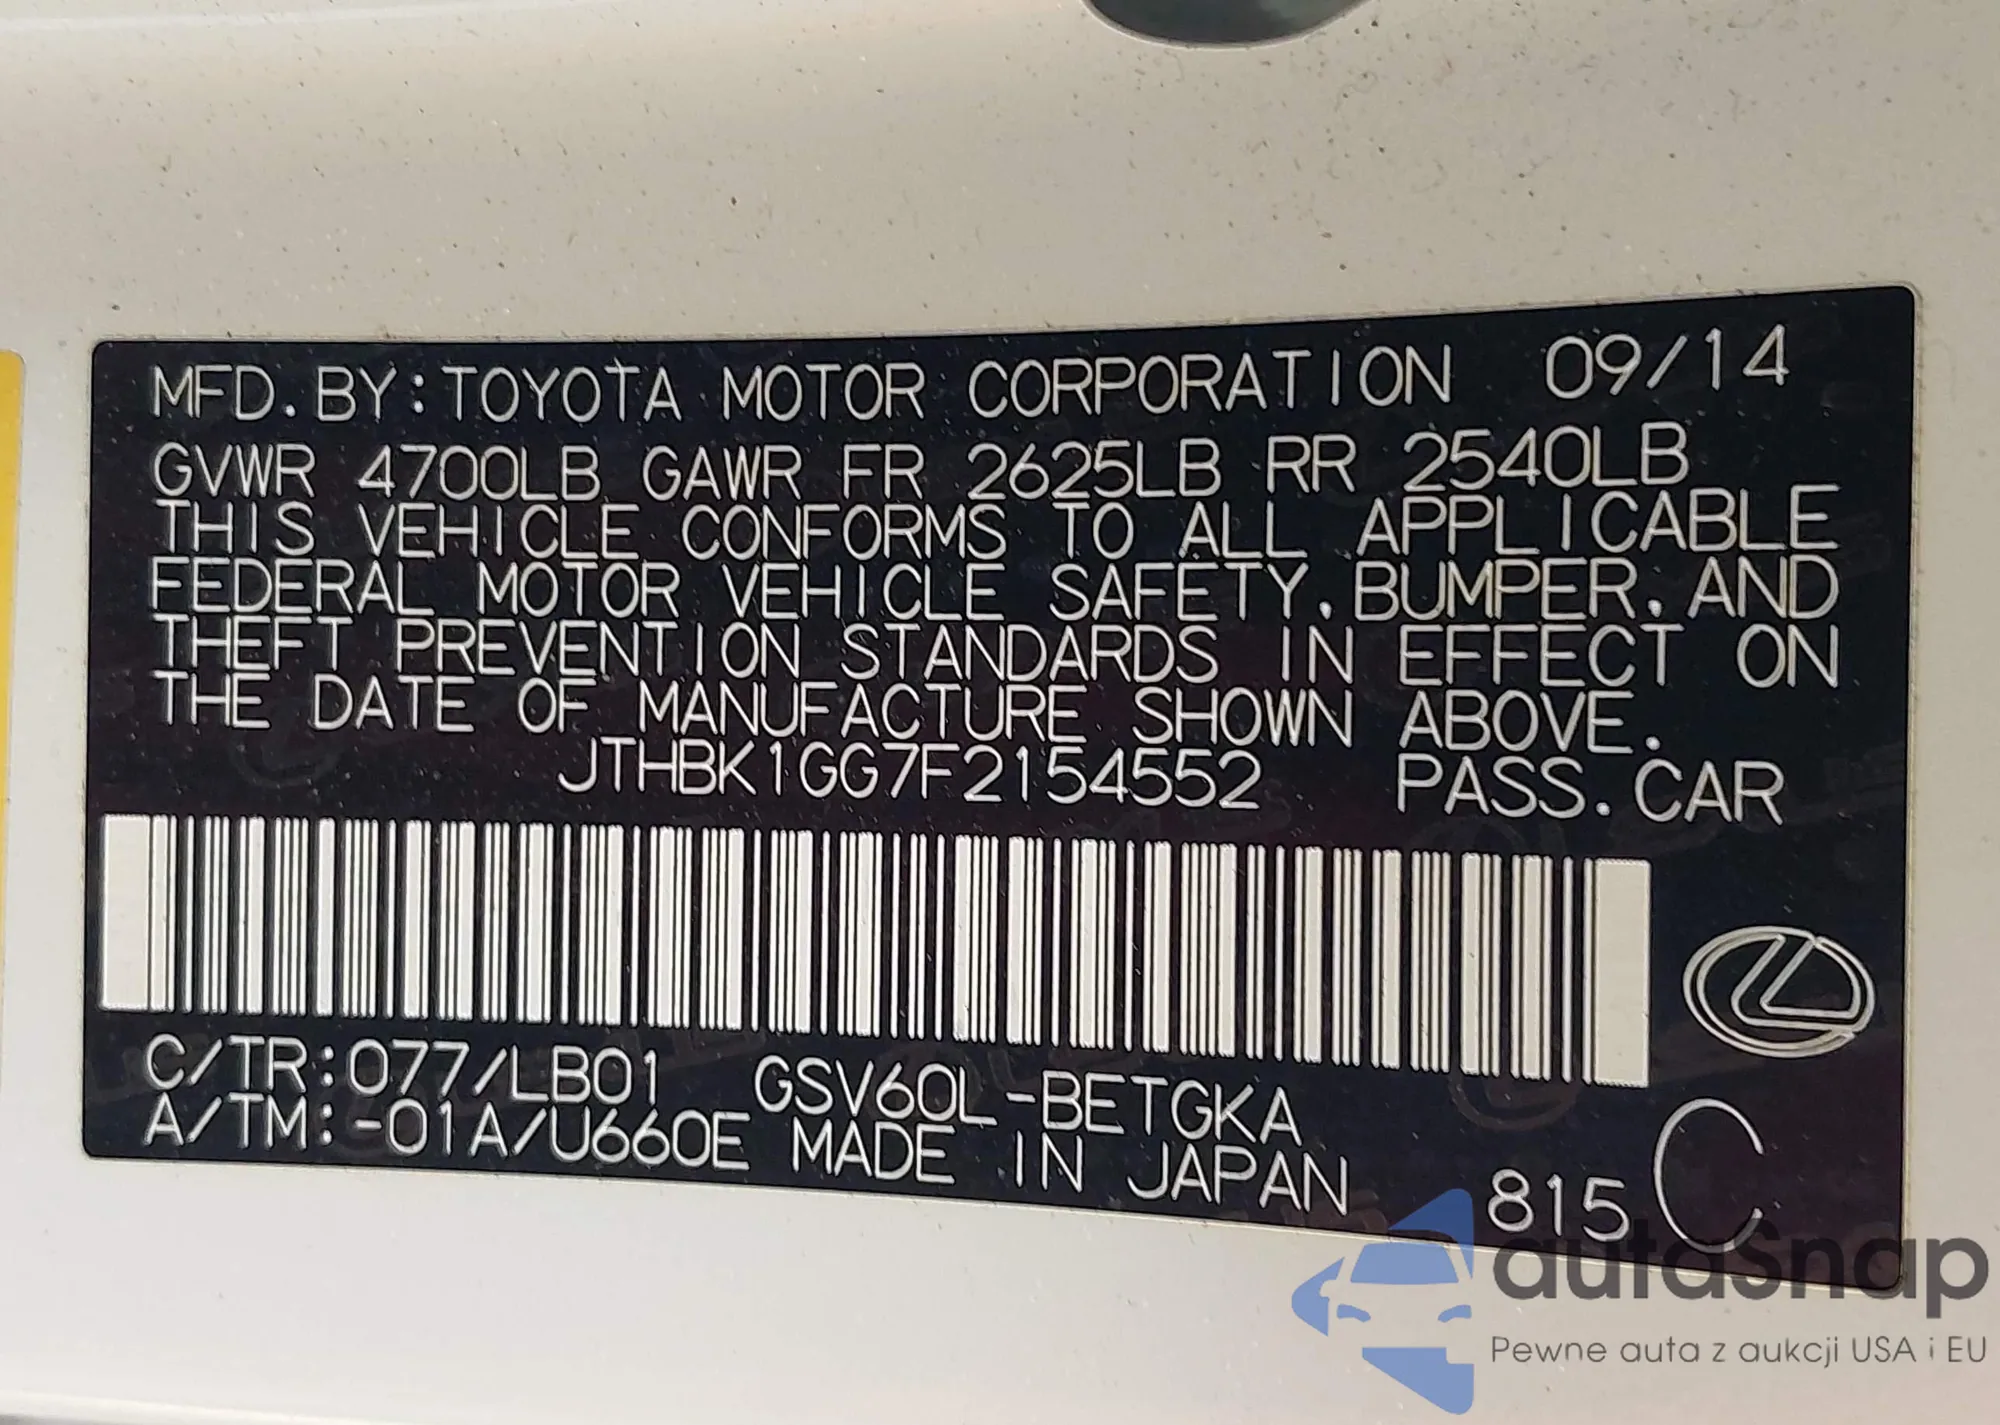 MFD. BY: TOYOTA MOTOR CORPORATION 09/14
GVWR 4700LB GAWR FR 2625LB RR 2540LB
THIS VEHICLE CONFORMS TO ALL APPLICABLE
FEDERAL MOTOR VEHICLE SAFETY, BUMPER, AND
THEFT PREVENTION STANDARDS IN EFFECT ON
THE DATE OF MANUFACTURE SHOWN ABOVE.
JTHBK1GG7F2154552 PASS. CAR
C/TR: 077/LB01 GSV60L-BETGKA
A/TM: -01A/U660E MADE IN JAPAN 815 C
autaSnap
Pewne auta z aukcji USA i EU